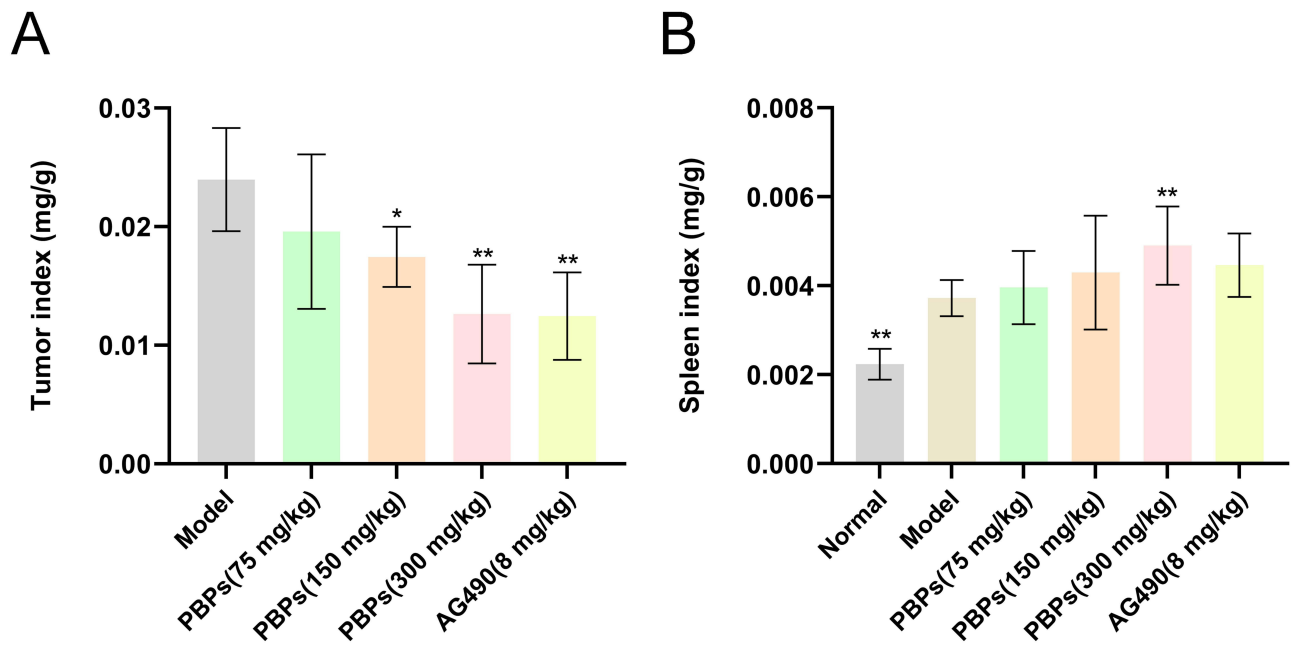 A
Tumor index (mg/g)
0.03
0.02
0.01
0.00
*
**
**
Model
PBPs(75 mg/kg)
PBPs(150 mg/kg)
PBPs(300 mg/kg)
AG490(8 mg/kg)
B
Spleen index (mg/g)
0.008
0.006
0.004
0.002
0.000
**
**
Normal
Model
PBPs(75 mg/kg)
PBPs(150 mg/kg)
PBPs(300 mg/kg)
AG490(8 mg/kg)